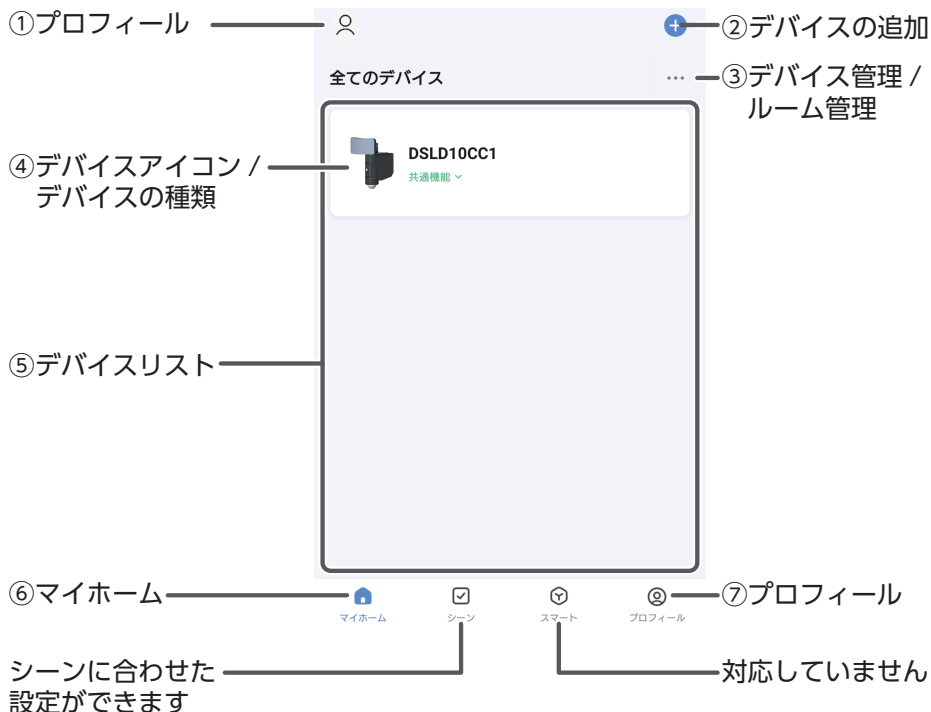 ①プロフィール
②デバイスの追加
全てのデバイス
③デバイス管理 /
ルーム管理
④デバイスアイコン /
デバイスの種類
DSLD10CC1
共通機能
⑤デバイスリスト
⑥マイホーム
⑦プロフィール
マイホーム
シーン
スマート
プロフィール
シーンに合わせた
設定ができます
対応していません